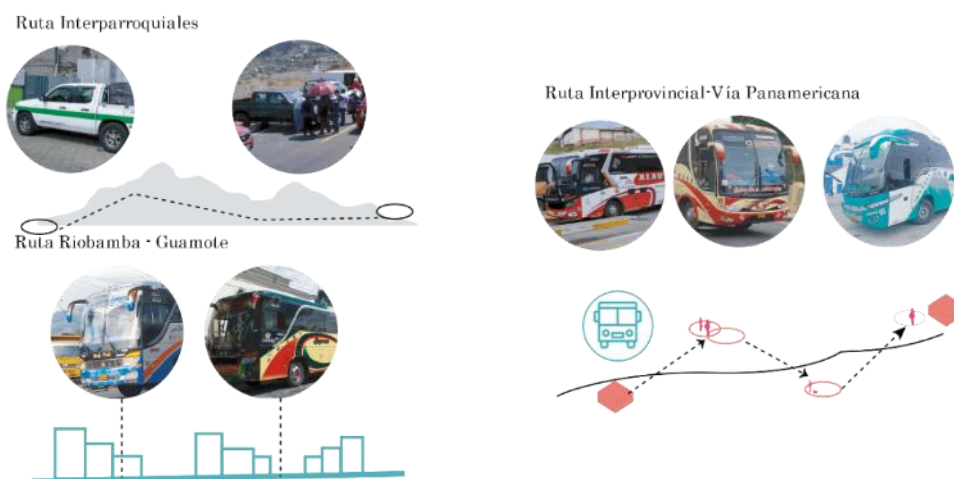 Ruta Interparroquiales
Ruta Riobamba - Guamote
Ruta Interprovincial-Vía Panamericana